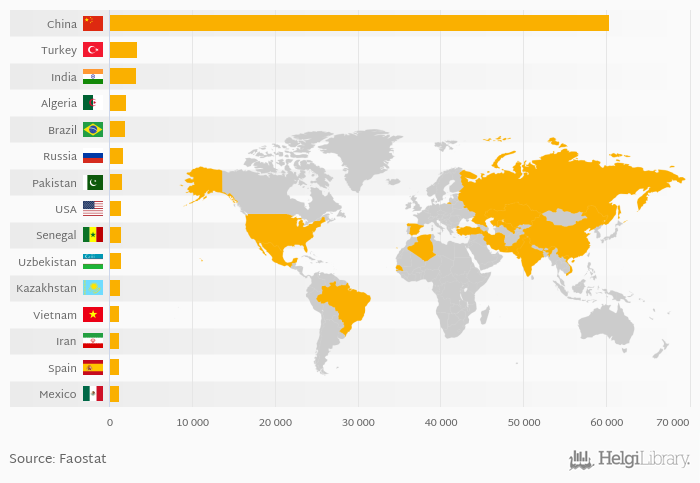 China
Turkey
India
Algeria
Brazil
Russia
Pakistan
USA
Senegal
Uzbekistan
Kazakhstan
Vietnam
Iran
Spain
Mexico
0 10 000 20 000 30 000 40 000 50 000 60 000 70 000
Source: Faostat
HelgiLibrary.